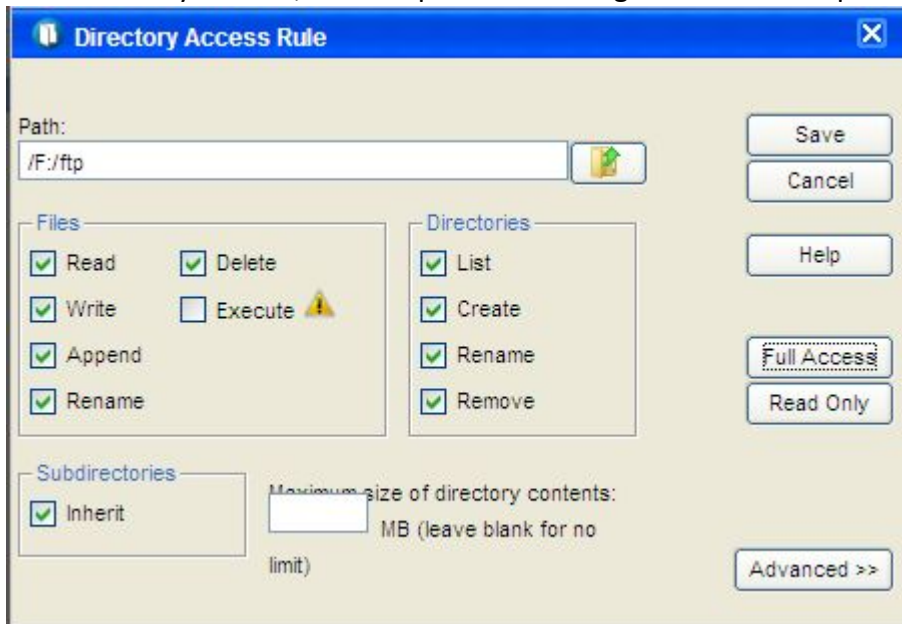 Directory Access Rule
Path:
/F:/ftp
Save
Cancel
Files
Directories
Help
Read
Delete
List
Write
Execute
Create
Append
Rename
Full Access
Rename
Remove
Read Only
Subdirectories
Inherit
Maximum size of directory contents:
MB (leave blank for no
limit)
Advanced >>